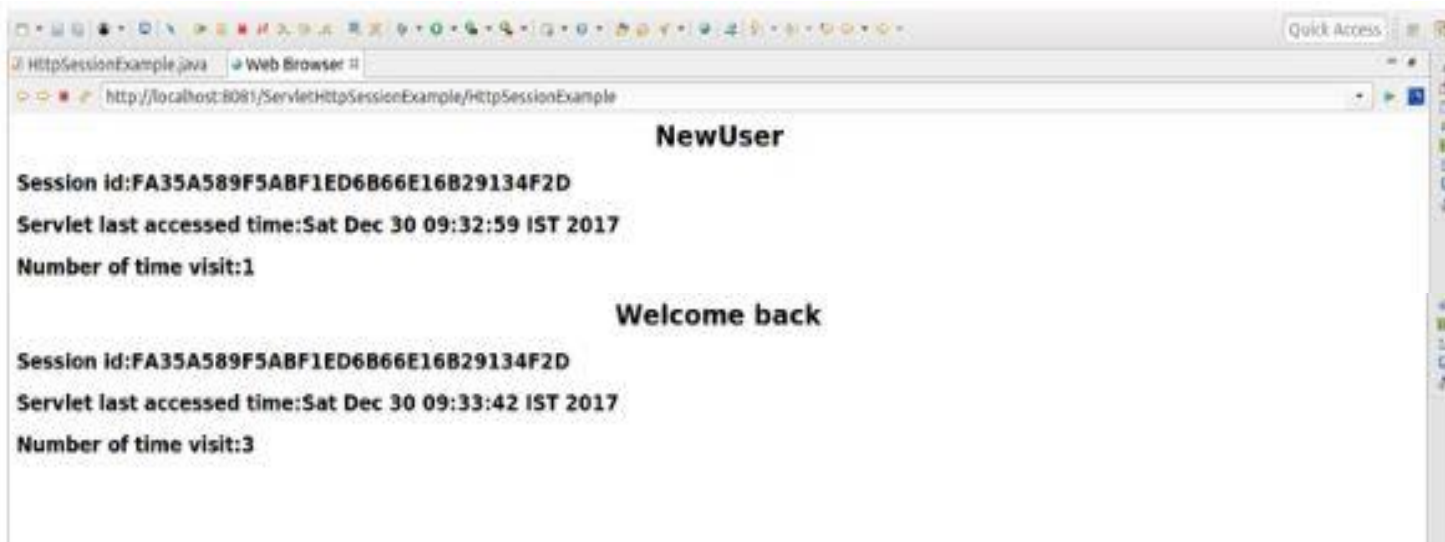 Quick Access
HttpSessionExample.java Web Browser
http://localhost:8081/ServletHttpSessionExample/HttpSessionExample
NewUser
Session id:FA35A589F5ABF1ED6B66E16B29134F2D
Servlet last accessed time:Sat Dec 30 09:32:59 IST 2017
Number of time visit:1
Welcome back
Session id:FA35A589F5ABF1ED6B66E16B29134F2D
Servlet last accessed time:Sat Dec 30 09:33:42 IST 2017
Number of time visit:3